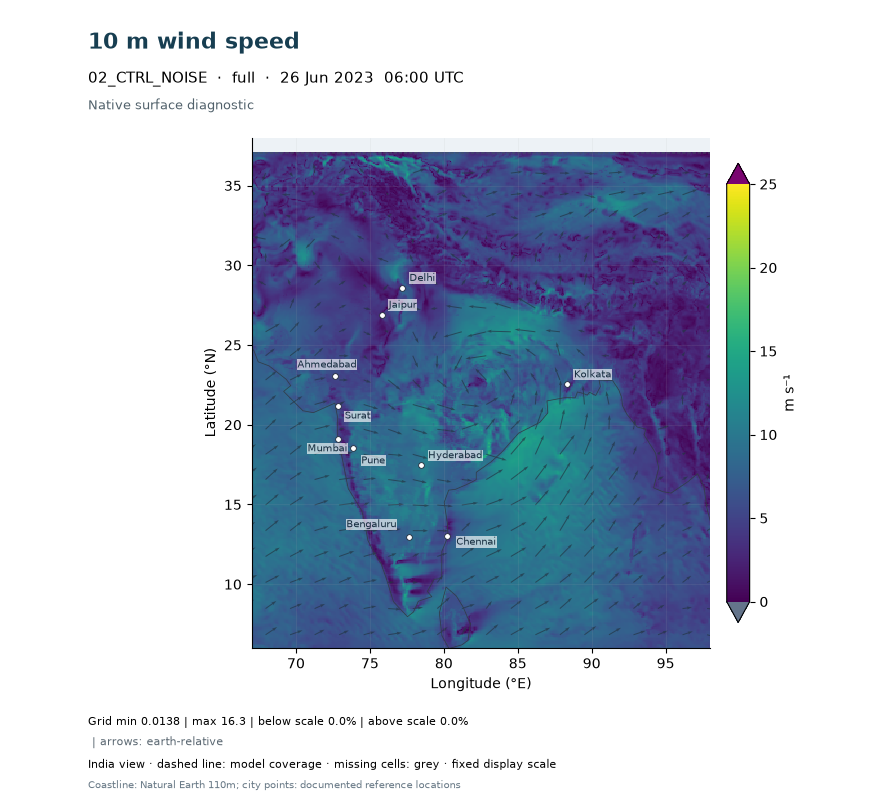 10 m wind speed
02_CTRL_NOISE · full · 26 Jun 2023 06:00 UTC
Native surface diagnostic
35
30
25
20
15
10
Latitude (°N)
Delhi
Jaipur
Ahmedabad
Kolkata
Surat
Mumbai
Pune
Hyderabad
Bengaluru
Chennai
70
75
80
85
90
95
Longitude (°E)
25
20
15
10
5
0
m s⁻¹
Grid min 0.0138 | max 16.3 | below scale 0.0% | above scale 0.0%
| arrows: earth-relative
India view · dashed line: model coverage · missing cells: grey · fixed display scale
Coastline: Natural Earth 110m; city points: documented reference locations